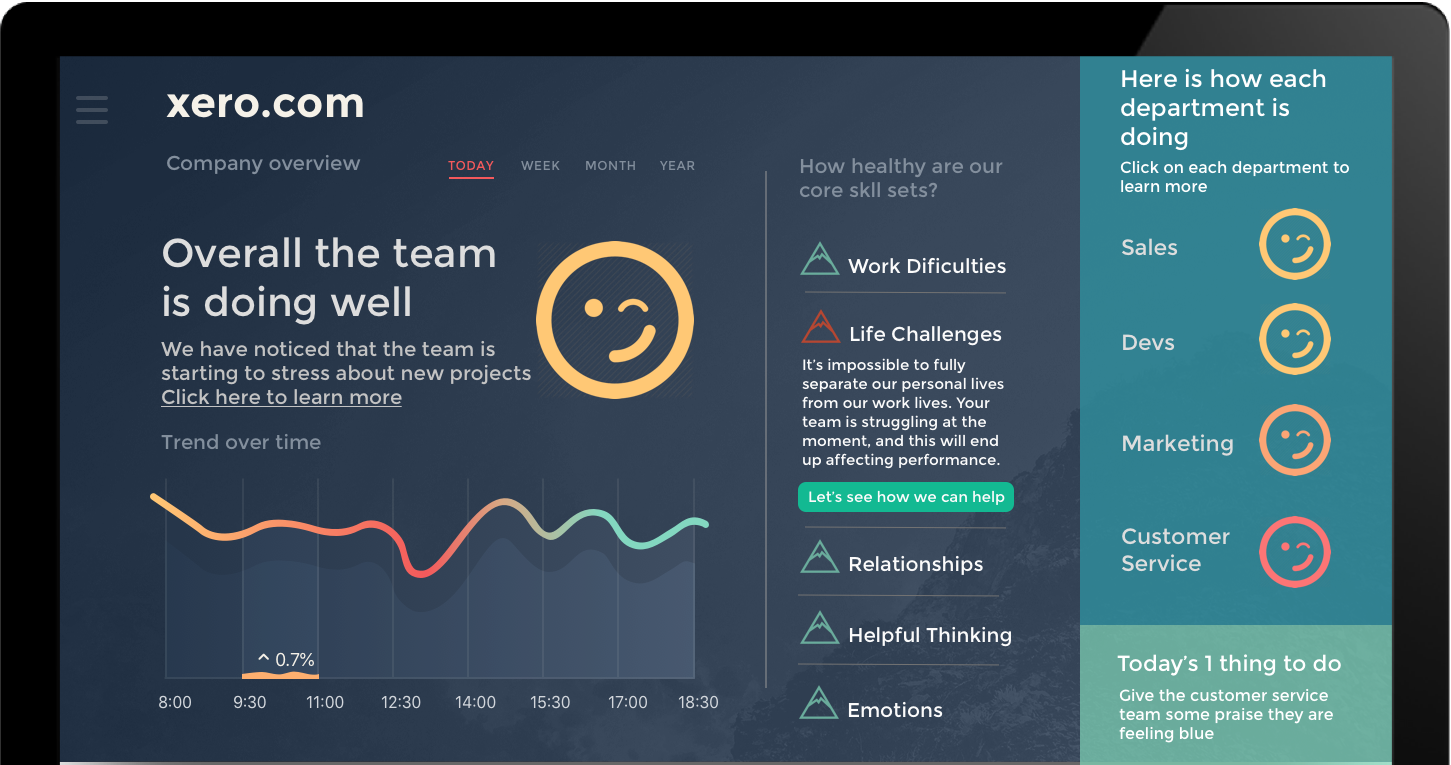 xero.com
Company overview
TODAY WEEK MONTH YEAR
Overall the team
is doing well
We have noticed that the team is
starting to stress about new projects
Click here to learn more
Trend over time
0.7%
8:00 9:30 11:00 12:30 14:00 15:30 17:00 18:30
How healthy are our
core skll sets?
Work Dificulties
Life Challenges
It's impossible to fully
separate our personal lives
from our work lives. Your
team is struggling at the
moment, and this will end
up affecting performance.
Let's see how we can help
Relationships
Helpful Thinking
Emotions
Here is how each
department is
doing
Click on each department to
learn more
Sales
Devs
Marketing
Customer
Service
Today's 1 thing to do
Give the customer service
team some praise they are
feeling blue